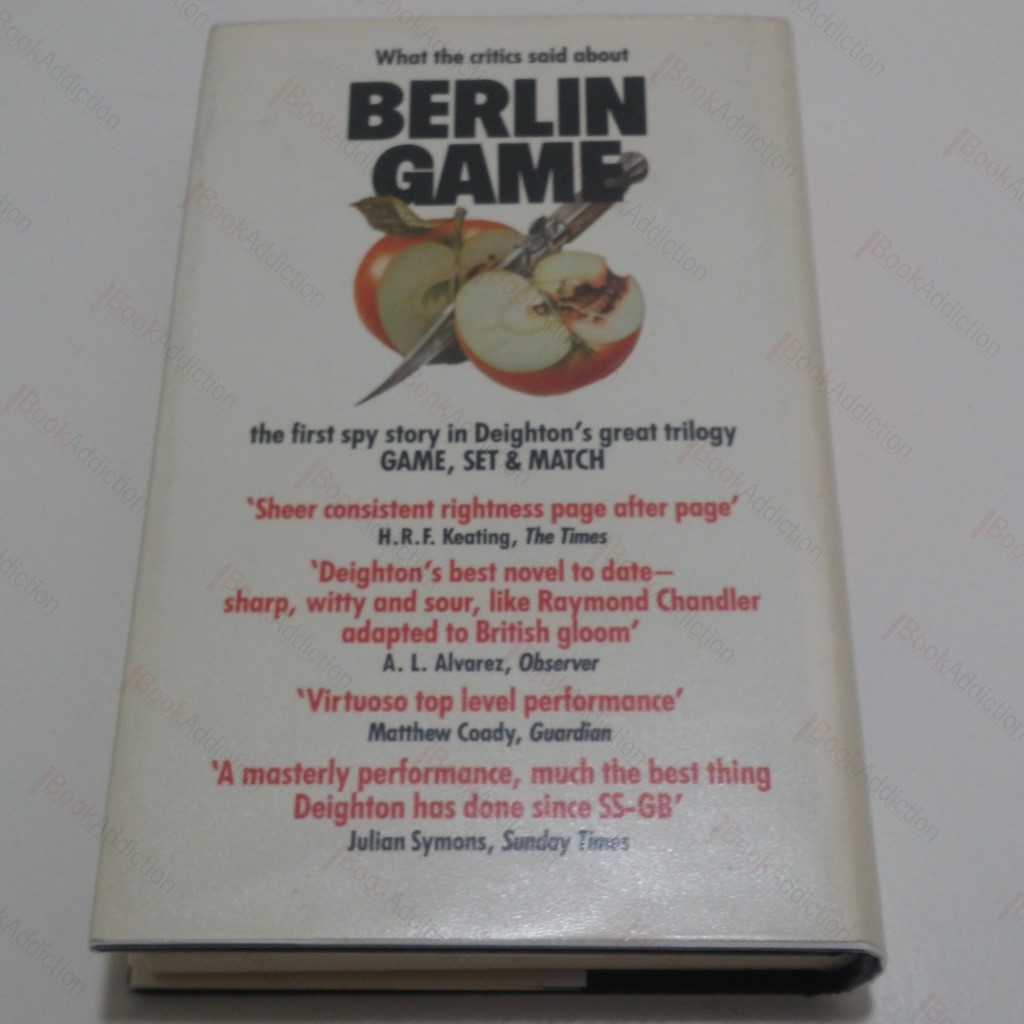 What the critics said about
BERLIN
GAME
the first spy story in Deighton's great trilogy
GAME, SET & MATCH
'Sheer consistent rightness page after page'
H.R.F. Keating, The Times
'Deighton's best novel to date—
sharp, witty and sour, like Raymond Chandler
adapted to British gloom'
A. L. Alvarez, Observer
'Virtuoso top level performance'
Matthew Coady, Guardian
'A masterly performance, much the best thing
Deighton has done since SS-GB'
Julian Symons, Sunday Times
BookAddiction